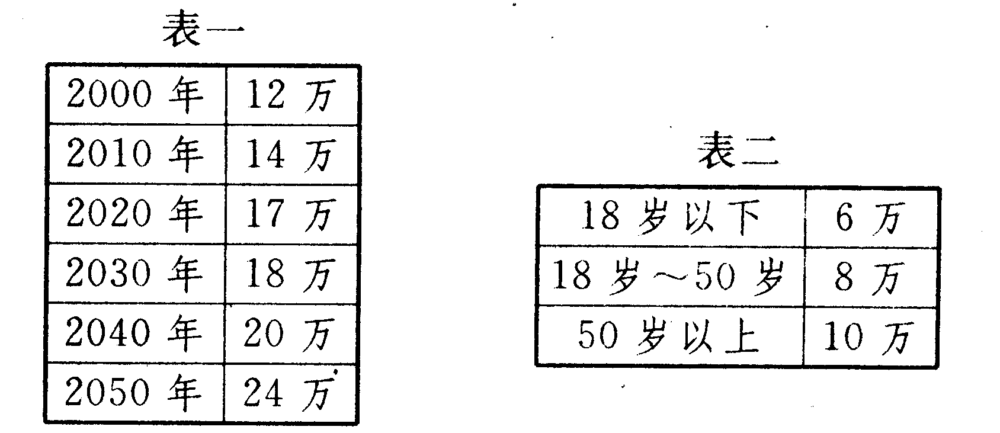 表一
2000 年 12 万
2010 年 14 万
2020 年 17 万
2030 年 18 万
2040 年 20 万
2050 年 24 万
表二
18 岁以下 6 万
18 岁～50 岁 8 万
50 岁以上 10 万